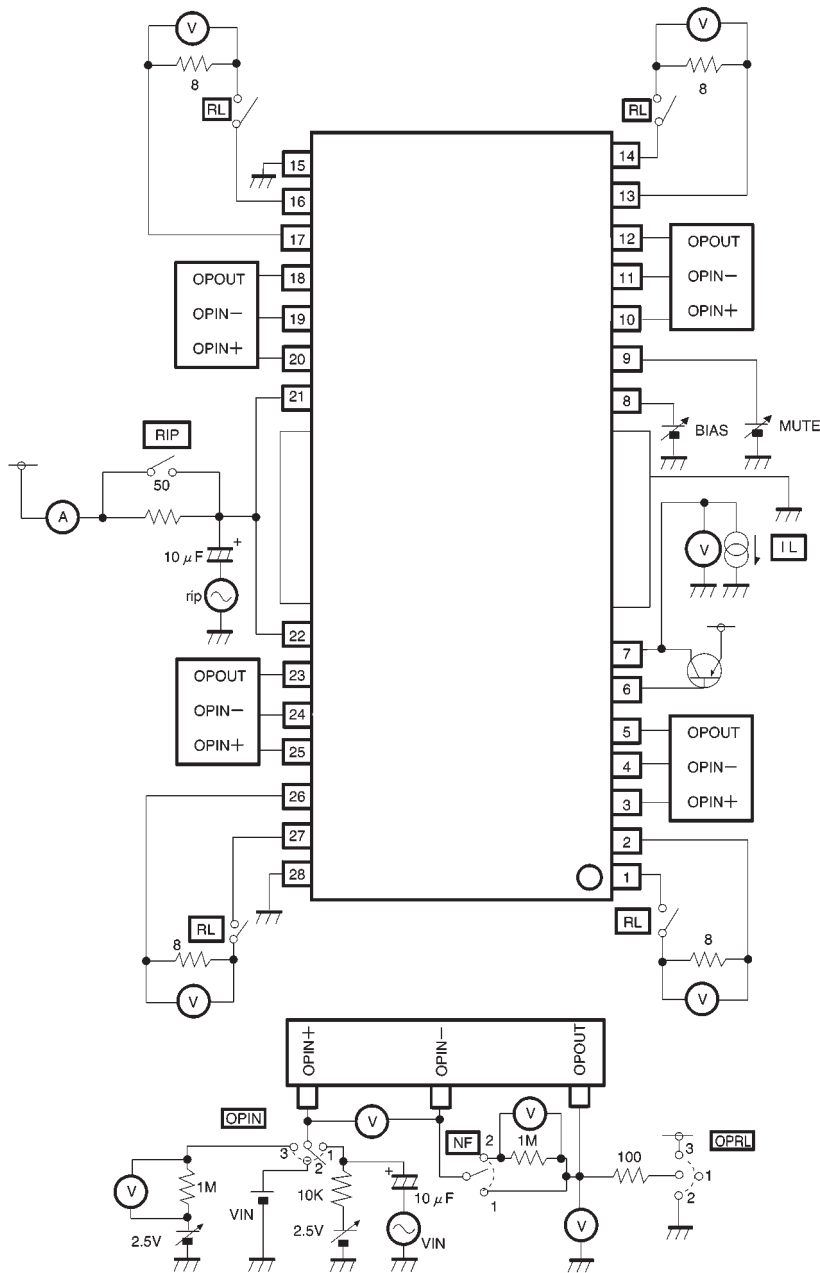 V
V
8
8
RL
RL
15
14
16
13
17
12
OPOUT
OPOUT
18
11
OPIN−
OPIN−
19
10
OPIN+
OPIN+
20
9
21
8
BIAS
MUTE
RIP
50
A
10 μF
+
V
IL
rip
22
7
OPOUT
23
6
OPIN−
24
5
OPOUT
OPIN+
25
4
OPIN−
26
3
OPIN+
27
2
28
1
RL
RL
8
8
V
V
OPIN+
OPIN−
OPOUT
OPIN
V
V
NF
2
1M
100
3
OPRL
3
1
2
1
2
1
V
1M
VIN
10K
+
10 μF
V
2.5V
2.5V
VIN